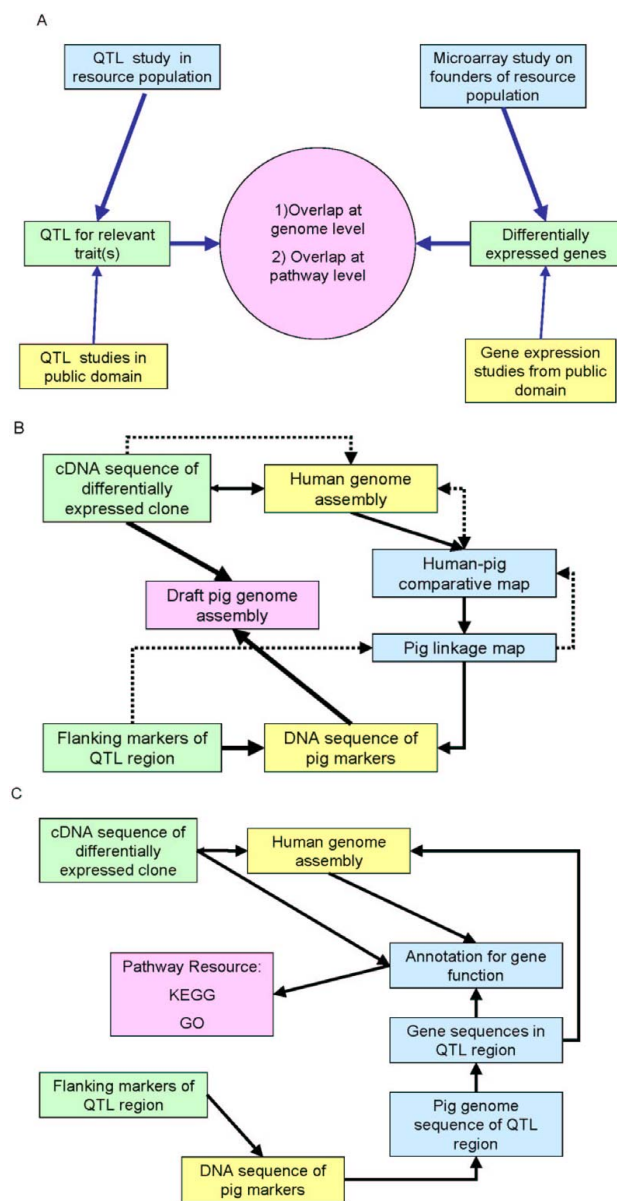 A
QTL study in
resource population
Microarray study on
founders of resource
population
1)Overlap at
genome level
2) Overlap at
pathway level
QTL for relevant
trait(s)
Differentially
expressed genes
QTL studies in
public domain
Gene expression
studies from public
domain
B
cDNA sequence of
differentially
expressed clone
Human genome
assembly
Human-pig
comparative map
Draft pig genome
assembly
Pig linkage map
Flanking markers of
QTL region
DNA sequence of
pig markers
C
cDNA sequence of
differentially
expressed clone
Human genome
assembly
Pathway Resource:
KEGG
GO
Annotation for gene
function
Gene sequences in
QTL region
Flanking markers of
QTL region
Pig genome
sequence of QTL
region
DNA sequence of
pig markers